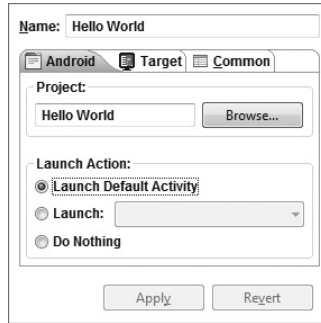 Name: Hello World
Android Target Common
Project:
Hello World Browse...
Launch Action:
Launch Default Activity
Launch:
Do Nothing
Apply Revert